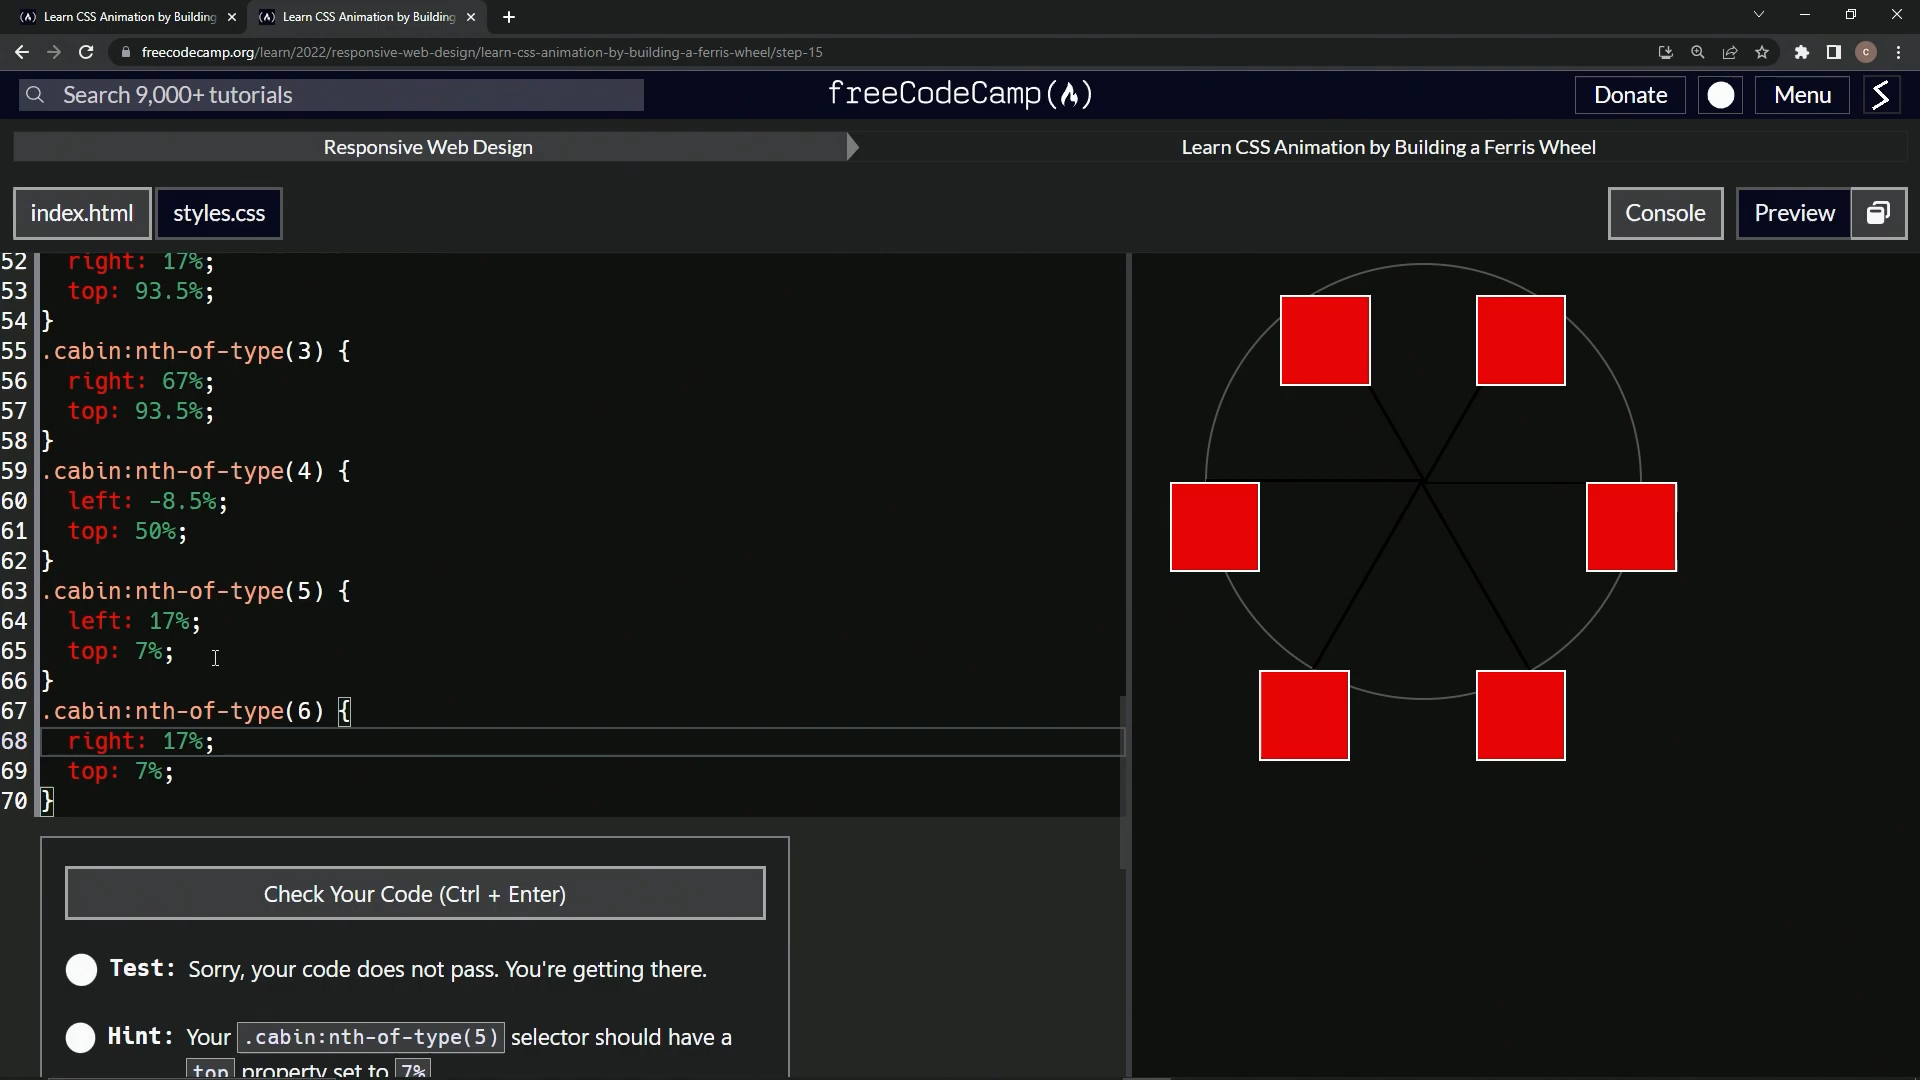 Learn CSS Animation by Building
Learn CSS Animation by Building
freecodecamp.org/learn/2022/responsive-web-design/learn-css-animation-by-building-a-ferris-wheel/step-15
C
Search 9,000+ tutorials
freeCodeCamp
Donate
Menu
Responsive Web Design
Learn CSS Animation by Building a Ferris Wheel
index.html
styles.css
Console
Preview
52 right: 17%;
53 top: 93.5%;
54 }
55 .cabin:nth-of-type(3) {
56 right: 67%;
57 top: 93.5%;
58 }
59 .cabin:nth-of-type(4) {
60 left: -8.5%;
61 top: 50%;
62 }
63 .cabin:nth-of-type(5) {
64 left: 17%;
65 top: 7%;
66 }
67 .cabin:nth-of-type(6) {
68 right: 17%;
69 top: 7%;
70 }
Check Your Code (Ctrl + Enter)
Test: Sorry, your code does not pass. You're getting there.
Hint: Your .cabin:nth-of-type(5) selector should have a
top property set to 7%